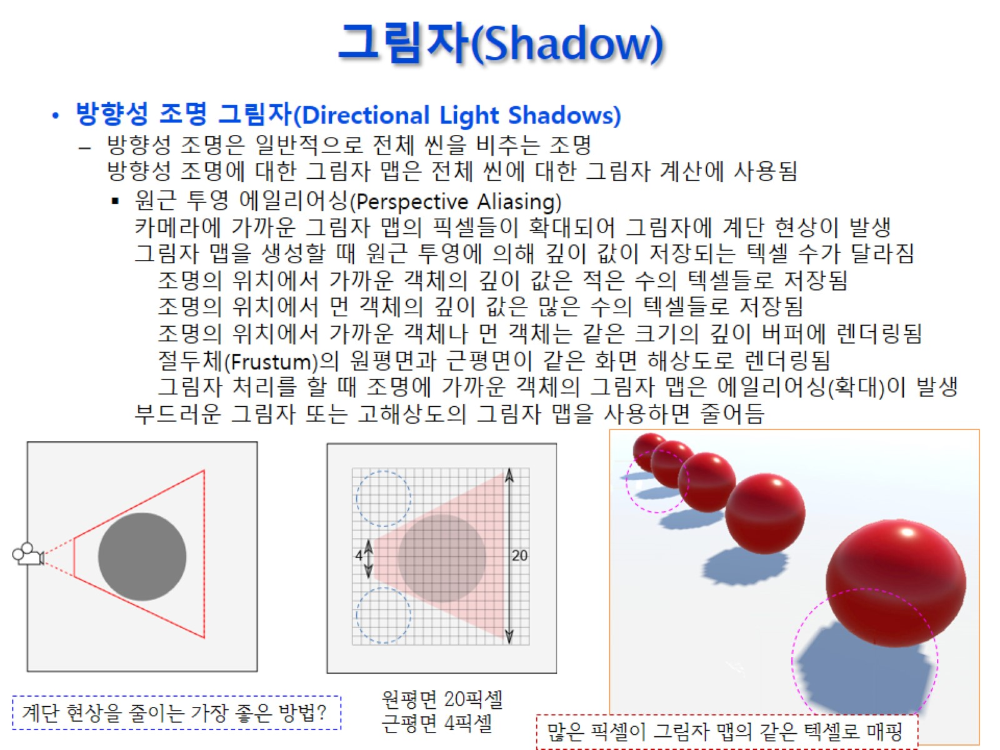 그림자(Shadow)
• 방향성 조명 그림자(Directional Light Shadows)
– 방향성 조명은 일반적으로 전체 씬을 비추는 조명
방향성 조명에 대한 그림자 맵은 전체 씬에 대한 그림자 계산에 사용됨
▪ 원근 투영 에일리어싱(Perspective Aliasing)
카메라에 가까운 그림자 맵의 픽셀들이 확대되어 그림자에 계단 현상이 발생
그림자 맵을 생성할 때 원근 투영에 의해 깊이 값이 저장되는 텍셀 수가 달라짐
조명의 위치에서 가까운 객체의 깊이 값은 적은 수의 텍셀들로 저장됨
조명의 위치에서 먼 객체의 깊이 값은 많은 수의 텍셀들로 저장됨
조명의 위치에서 가까운 객체나 먼 객체는 같은 크기의 깊이 버퍼에 렌더링됨
절두체(Frustum)의 원평면과 근평면이 같은 화면 해상도로 렌더링됨
그림자 처리를 할 때 조명에 가까운 객체의 그림자 맵은 에일리어싱(확대)이 발생
부드러운 그림자 또는 고해상도의 그림자 맵을 사용하면 줄어듬
4
20
계단 현상을 줄이는 가장 좋은 방법?
원평면 20픽셀
근평면 4픽셀
많은 픽셀이 그림자 맵의 같은 텍셀로 매핑